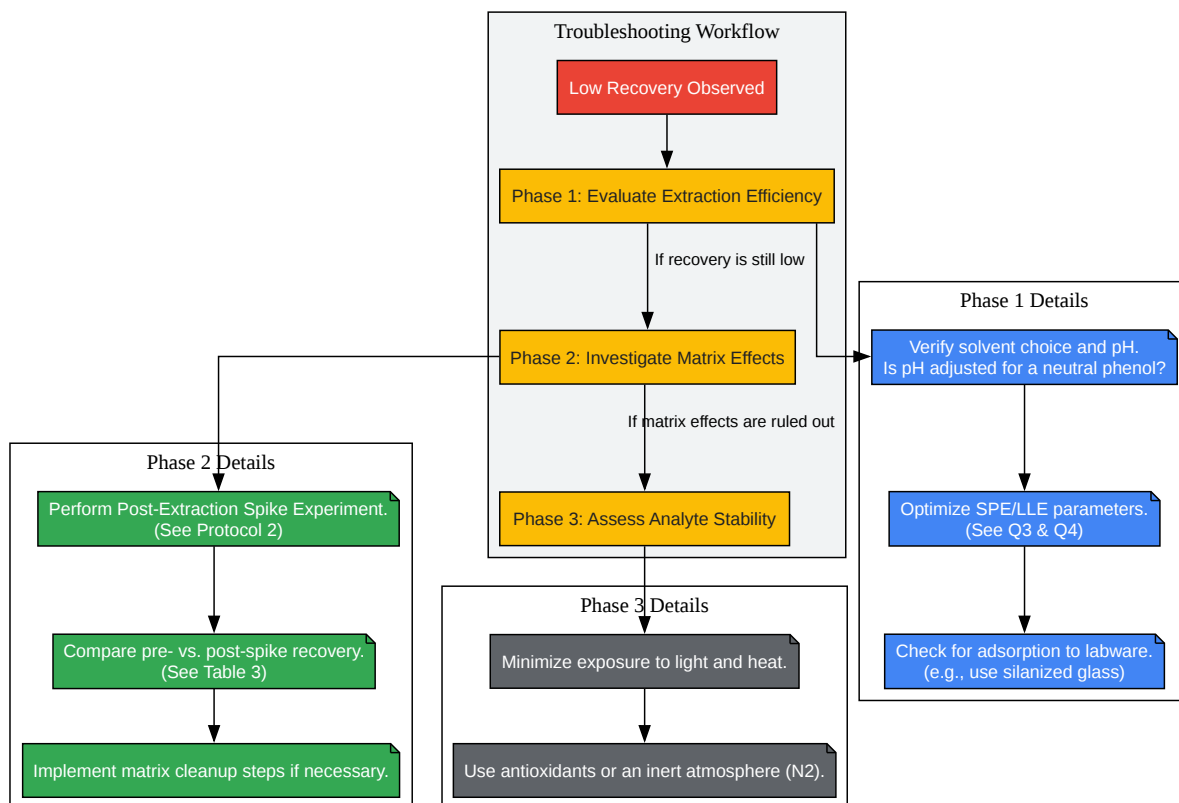 Troubleshooting Workflow
Low Recovery Observed
Phase 1: Evaluate Extraction Efficiency
If recovery is still low
Phase 2: Investigate Matrix Effects
If matrix effects are ruled out
Phase 3: Assess Analyte Stability
Phase 1 Details
Verify solvent choice and pH.
Is pH adjusted for a neutral phenol?
Optimize SPE/LLE parameters.
(See Q3 & Q4)
Check for adsorption to labware.
(e.g., use silanized glass)
Phase 2 Details
Perform Post-Extraction Spike Experiment.
(See Protocol 2)
Compare pre- vs. post-spike recovery.
(See Table 3)
Implement matrix cleanup steps if necessary.
Phase 3 Details
Minimize exposure to light and heat.
Use antioxidants or an inert atmosphere (N2).